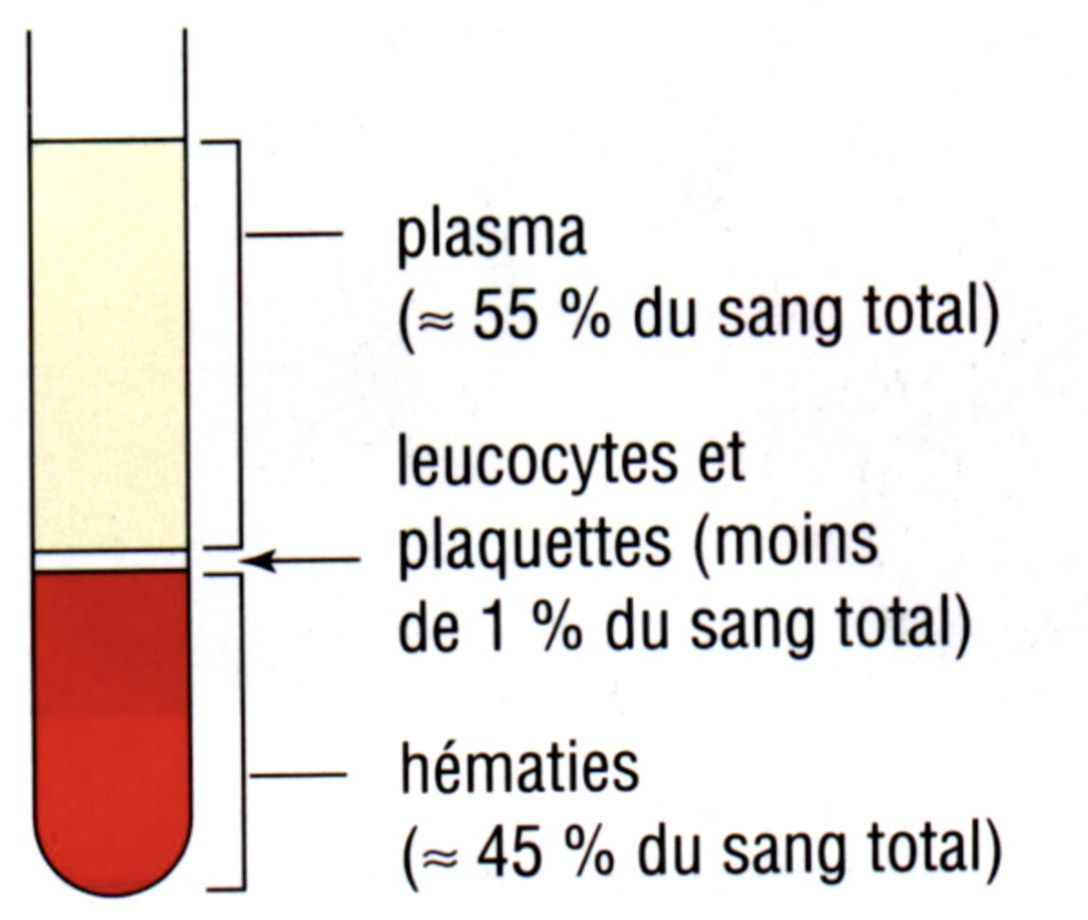 plasma
(≈ 55 % du sang total)
leucocytes et
plaquettes (moins
de 1 % du sang total)
hématies
(≈ 45 % du sang total)